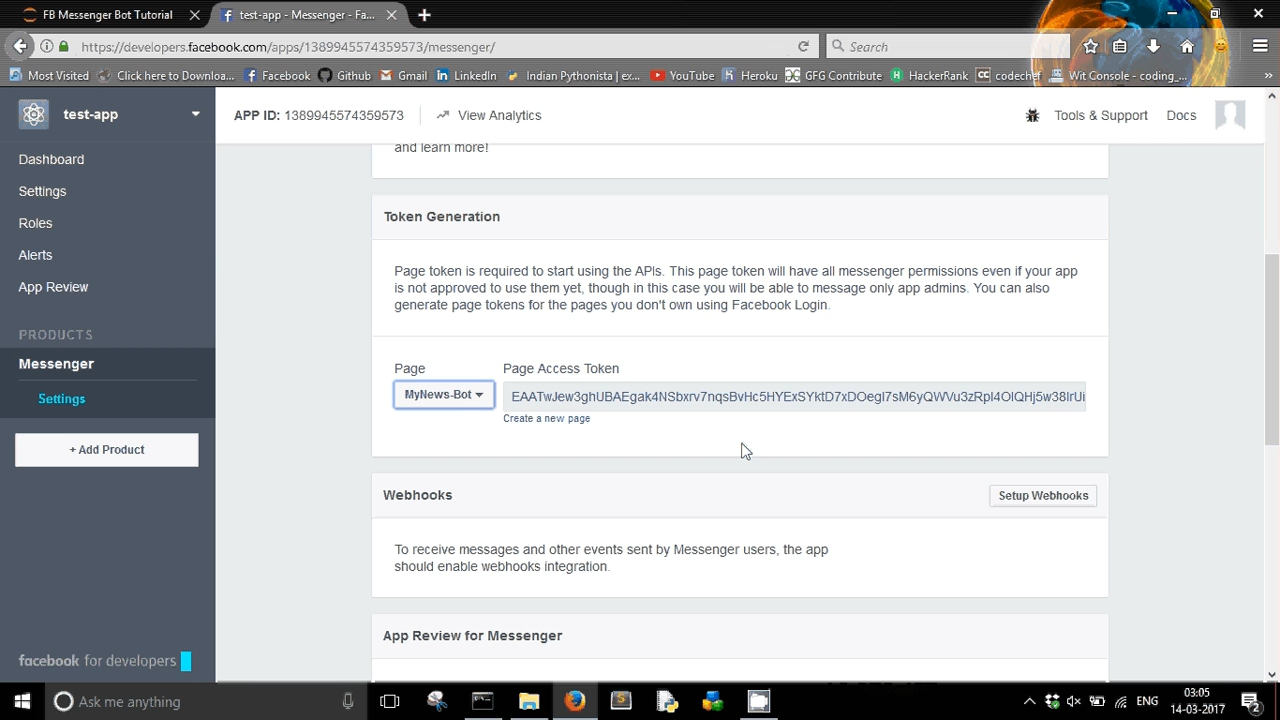 FB Messenger Bot Tutorial
test-app - Messenger - Fa...
https://developers.facebook.com/apps/1389945574359573/messenger/
Search
Most Visited
Click here to Downloa...
Facebook
Github
Gmail
LinkedIn
Indian Pythonista | ex...
YouTube
Heroku
GFG Contribute
HackerRank
codechef
Wit Console - coding_...
test-app
APP ID: 1389945574359573
View Analytics
Tools & Support
Docs
Dashboard
Settings
Roles
Alerts
App Review
PRODUCTS
Messenger
Settings
+ Add Product
facebook for developers
and learn more!
Token Generation
Page token is required to start using the APIs. This page token will have all messenger permissions even if your app
is not approved to use them yet, though in this case you will be able to message only app admins. You can also
generate page tokens for the pages you don't own using Facebook Login.
Page
Page Access Token
MyNews-Bot
Create a new page
Webhooks
Setup Webhooks
To receive messages and other events sent by Messenger users, the app
should enable webhooks integration.
App Review for Messenger
Ask me anything
ENG
03:05
14-03-2017
2